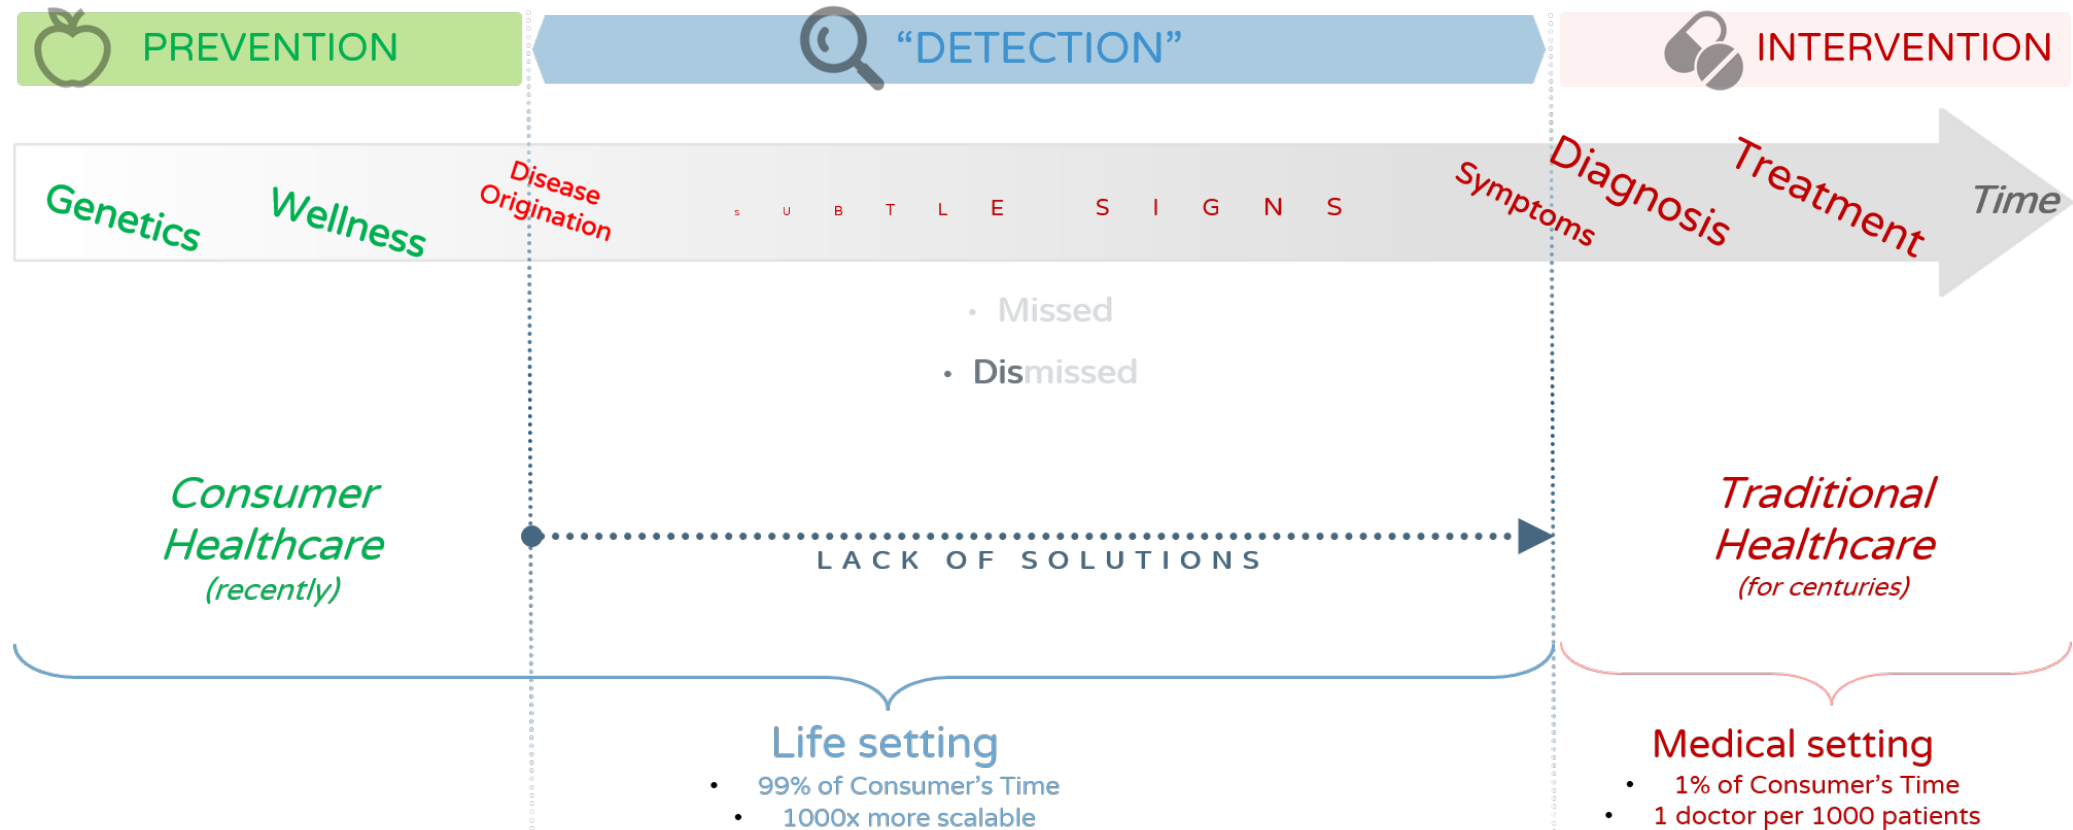 PREVENTION
“DETECTION”
INTERVENTION
Genetics
Wellness
Disease
Origination
SUBTLE SIGNS
Symptoms
Diagnosis
Treatment
Time
• Missed
• Dismissed
Consumer
Healthcare
(recently)
LACK OF SOLUTIONS
Traditional
Healthcare
(for centuries)
Life setting
• 99% of Consumer’s Time
• 1000x more scalable
Medical setting
• 1% of Consumer’s Time
• 1 doctor per 1000 patients